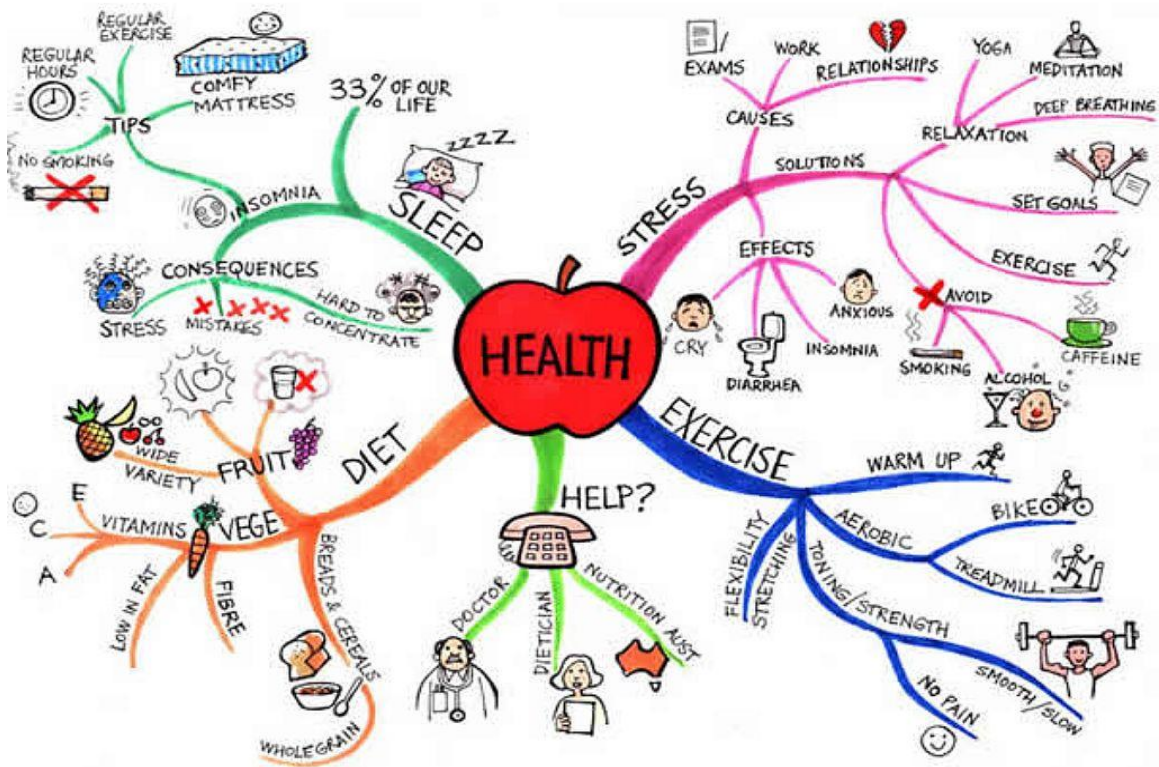 HEALTH
SLEEP
33% OF OUR
LIFE
ZZZZ
INSOMNIA
TIPS
REGULAR
HOURS
REGULAR
EXERCISE
COMFY
MATTRESS
NO SMOKING
CONSEQUENCES
STRESS
MISTAKES
HARD TO
CONCENTRATE
STRESS
CAUSES
EXAMS
WORK
RELATIONSHIPS
SOLUTIONS
RELAXATION
YOGA
MEDITATION
DEEP BREATHING
SET GOALS
EXERCISE
AVOID
SMOKING
ALCOHOL
CAFFEINE
EFFECTS
CRY
DIARRHEA
INSOMNIA
ANXIOUS
EXERCISE
WARM UP
AEROBIC
BIKE
TREADMILL
TONING/STRENGTH
SMOOTH/SLOW
NO PAIN
FLEXIBILITY
STRETCHING
HELP?
DOCTOR
DIETICIAN
NUTRITION AUST
DIET
FRUIT
WIDE
VARIETY
VEGE
VITAMINS
E
C
A
LOW IN FAT
FIBRE
BREADS & CEREALS
WHOLEGRAIN